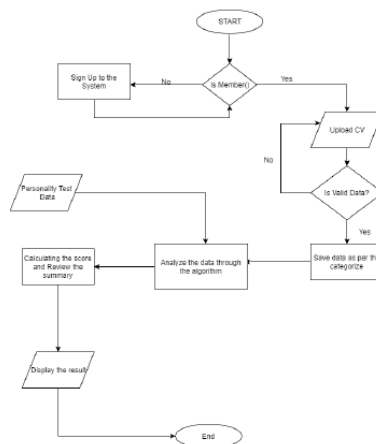 START
Sign Up to the
System
No
Is Member()
Yes
Upload CV
No
Is Valid Data?
Yes
Personality Test
Data
Calculating the score
and Review the
summary
Analyze the data through
the algorithm
Save data as per th
categorize
Display the result
End